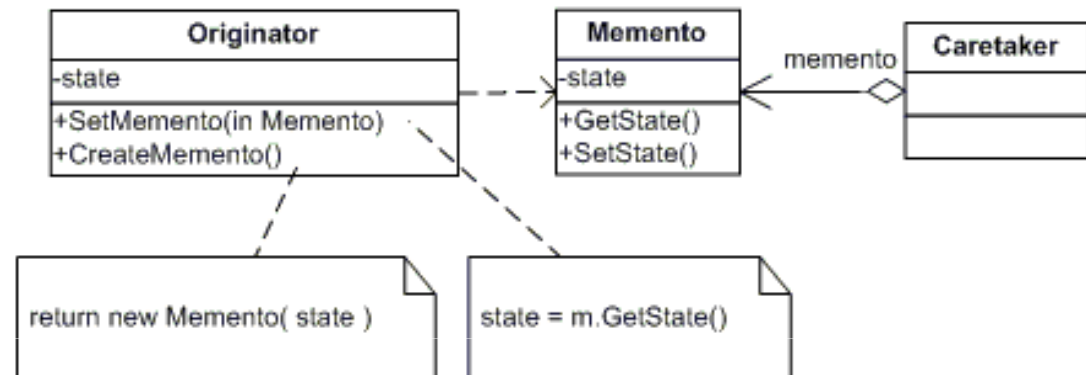 Originator
-state
+SetMemento(in Memento)
+CreateMemento()
Memento
-state
+GetState()
+SetState()
memento
Caretaker
return new Memento( state )
state = m.GetState()